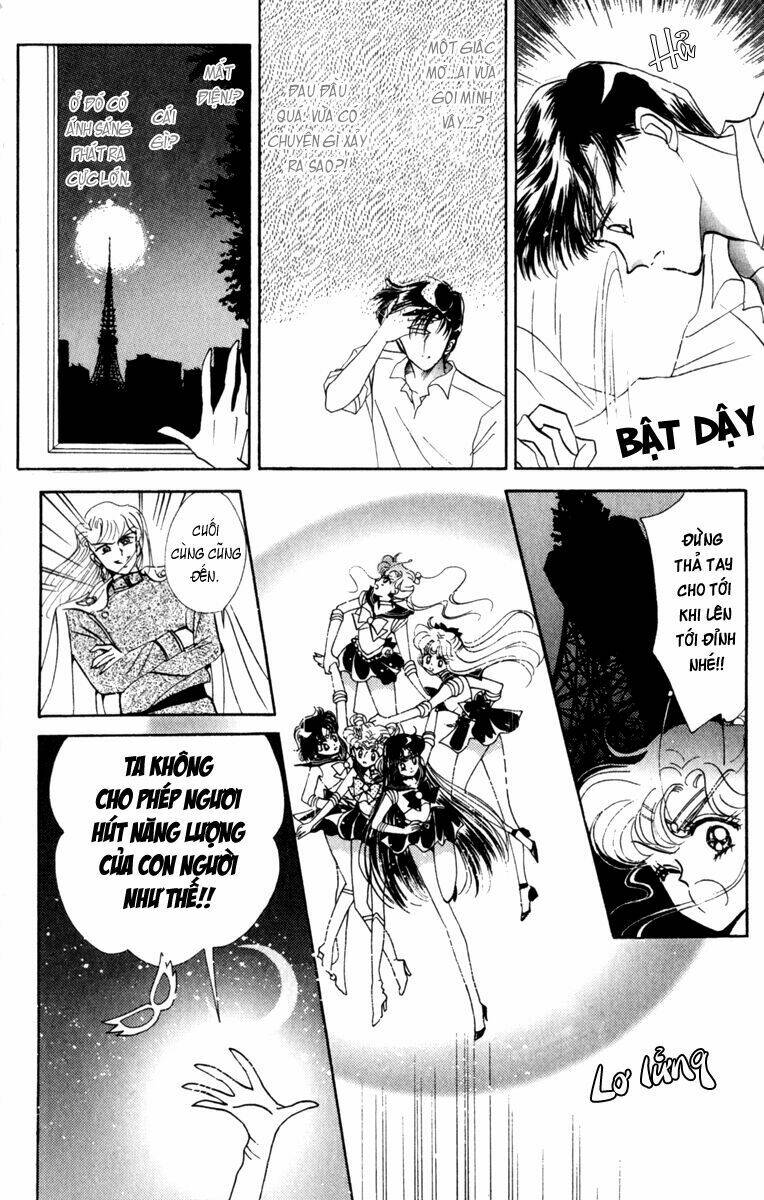 Hả
BẬT DẬY
MỘT GIẤC
MƠ...AI VỪA
GỌI MÌNH
VẬY...?
ĐAU ĐẦU
QUÁ. VỪA CÓ
CHUYỆN GÌ XẢY
RA SAO?!
MẤT
ĐIỆN!?
CÁI
GÌ?
Ở ĐÓ CÓ
ÁNH SÁNG
PHÁT RA
CỰC LỚN.
ĐỪNG
THẢ TAY
CHO TỚI
KHI LÊN
TỚI ĐỈNH
NHÉ!!
Lơ lửng
CUỐI
CÙNG CŨNG
ĐẾN.
TA KHÔNG
CHO PHÉP NGƯƠI
HÚT NĂNG LƯỢNG
CỦA CON NGƯỜI
NHƯ THẾ!!